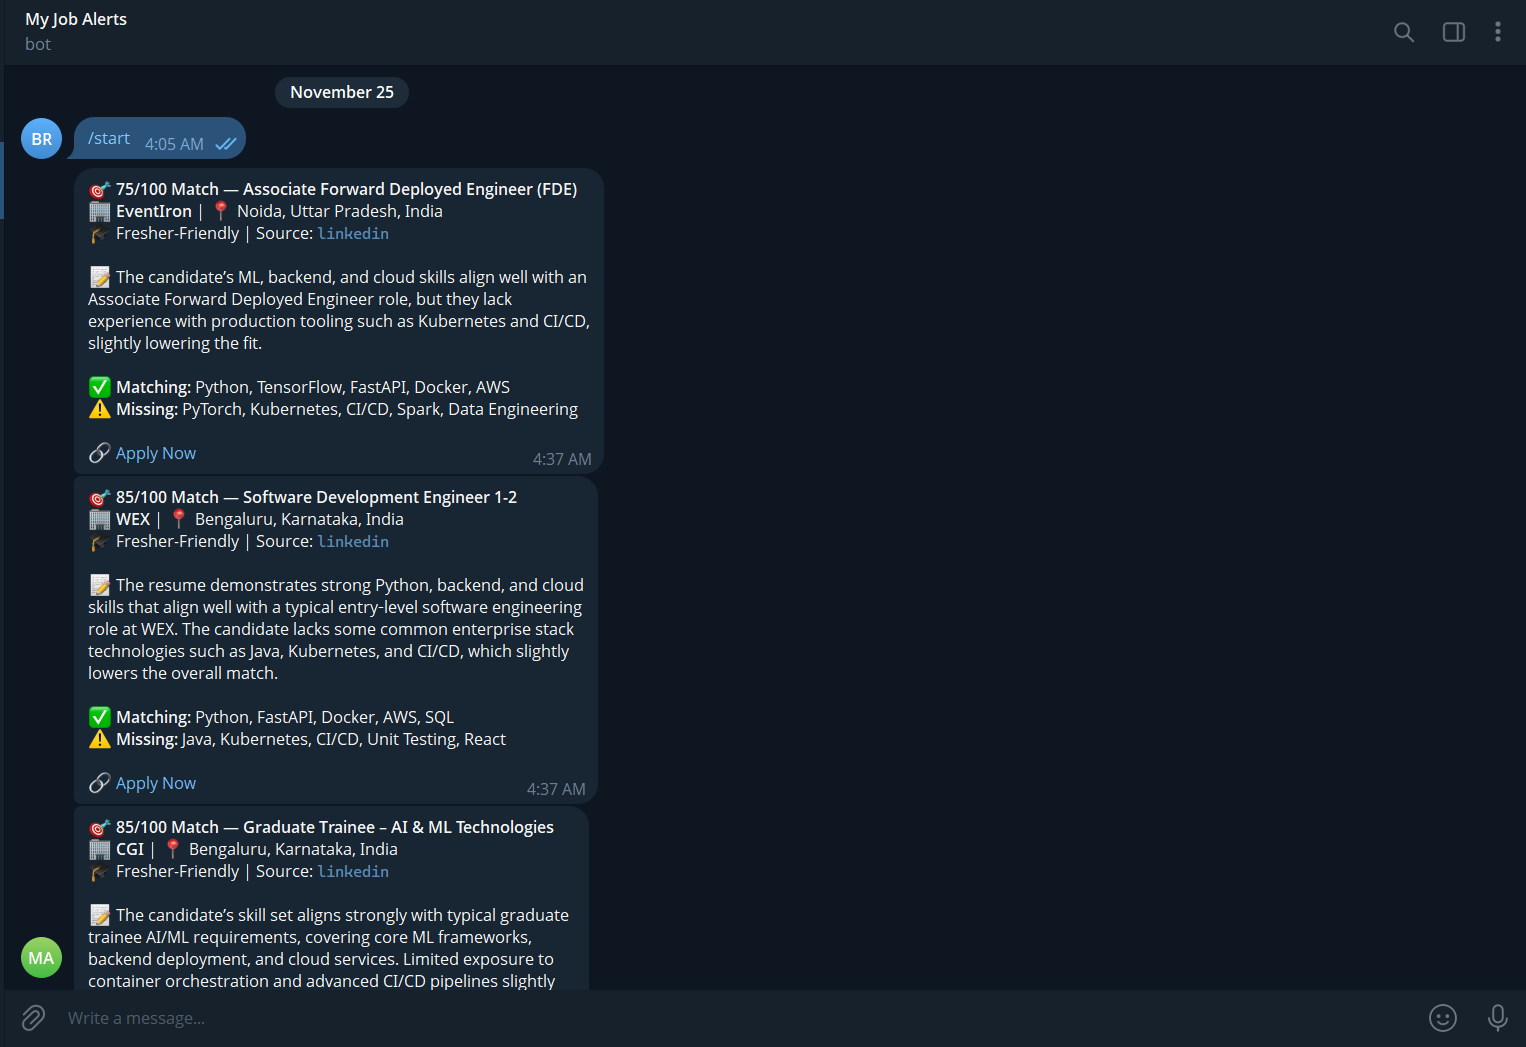 My Job Alerts
bot
November 25
BR
/start 4:05 AM
75/100 Match — Associate Forward Deployed Engineer (FDE)
EventIron | Noida, Uttar Pradesh, India
Fresher-Friendly | Source: linkedin
The candidate’s ML, backend, and cloud skills align well with an
Associate Forward Deployed Engineer role, but they lack
experience with production tooling such as Kubernetes and CI/CD,
slightly lowering the fit.
Matching: Python, TensorFlow, FastAPI, Docker, AWS
Missing: PyTorch, Kubernetes, CI/CD, Spark, Data Engineering
Apply Now
4:37 AM
85/100 Match — Software Development Engineer 1-2
WEX | Bengaluru, Karnataka, India
Fresher-Friendly | Source: linkedin
The resume demonstrates strong Python, backend, and cloud
skills that align well with a typical entry-level software engineering
role at WEX. The candidate lacks some common enterprise stack
technologies such as Java, Kubernetes, and CI/CD, which slightly
lowers the overall match.
Matching: Python, FastAPI, Docker, AWS, SQL
Missing: Java, Kubernetes, CI/CD, Unit Testing, React
Apply Now
4:37 AM
85/100 Match — Graduate Trainee – AI & ML Technologies
CGI | Bengaluru, Karnataka, India
Fresher-Friendly | Source: linkedin
The candidate’s skill set aligns strongly with typical graduate
trainee AI/ML requirements, covering core ML frameworks,
backend deployment, and cloud services. Limited exposure to
container orchestration and advanced CI/CD pipelines slightly
MA
Write a message...